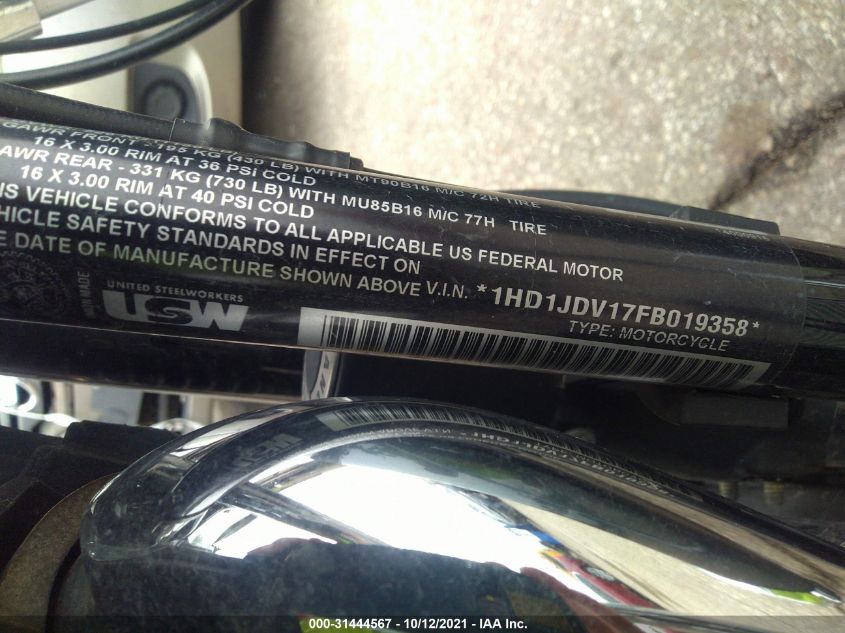 GAWR FRONT - 195 KG (430 LB) WITH MT90B16 M/C 72H TIRE
16 X 3.00 RIM AT 36 PSI COLD
AWR REAR - 331 KG (730 LB) WITH MU85B16 M/C 77H TIRE
16 X 3.00 RIM AT 40 PSI COLD
IS VEHICLE CONFORMS TO ALL APPLICABLE US FEDERAL MOTOR
HICLE SAFETY STANDARDS IN EFFECT ON
E DATE OF MANUFACTURE SHOWN ABOVE V.I.N. *1HD1JDV17FB019358*
TYPE: MOTORCYCLE
UNION MADE
UNITED STEELWORKERS
USW
000-31444567 - 10/12/2021 - IAA Inc.